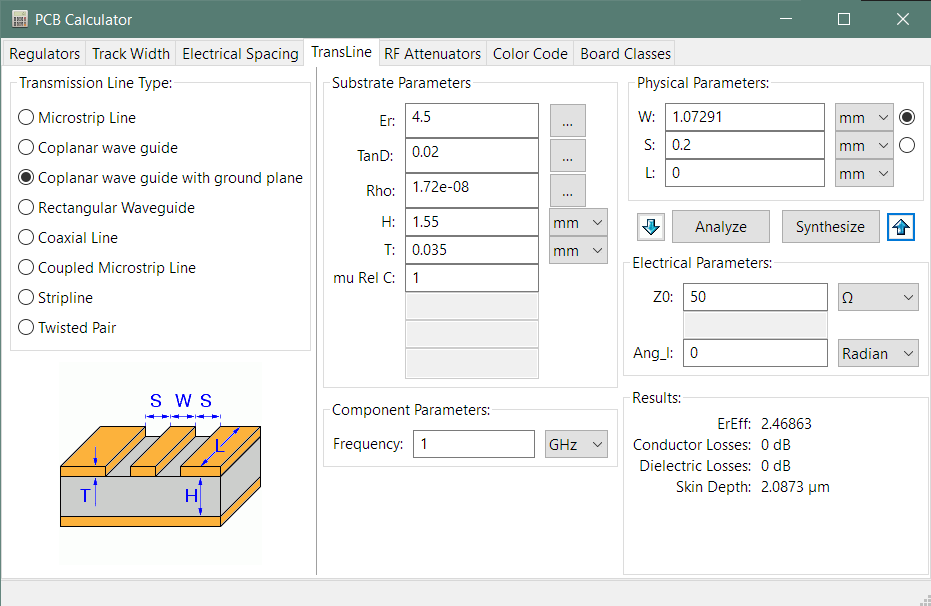 PCB Calculator
Regulators Track Width Electrical Spacing TransLine RF Attenuators Color Code Board Classes
Transmission Line Type:
Microstrip Line
Coplanar wave guide
Coplanar wave guide with ground plane
Rectangular Waveguide
Coaxial Line
Coupled Microstrip Line
Stripline
Twisted Pair
S W S
L
T H
Substrate Parameters
Er: 4.5 ...
TanD: 0.02 ...
Rho: 1.72e-08 ...
H: 1.55 mm
T: 0.035 mm
mu Rel C: 1
Component Parameters:
Frequency: 1 GHz
Physical Parameters:
W: 1.07291 mm
S: 0.2 mm
L: 0 mm
Analyze Synthesize
Electrical Parameters:
Z0: 50 Ω
Ang_l: 0 Radian
Results:
ErEff: 2.46863
Conductor Losses: 0 dB
Dielectric Losses: 0 dB
Skin Depth: 2.0873 µm